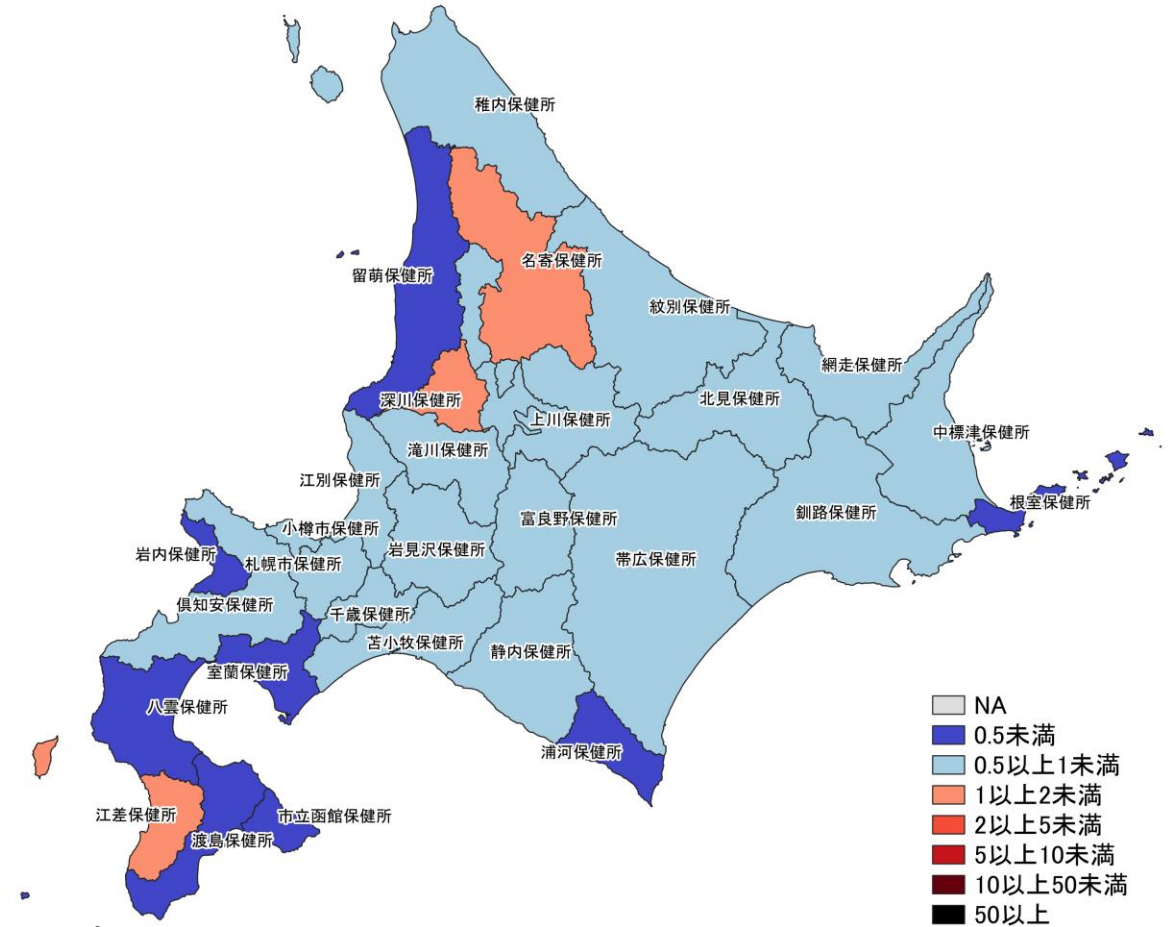 稚内保健所
名寄保健所
留萌保健所
紋別保健所
網走保健所
深川保健所
北見保健所
上川保健所
中標津保健所
滝川保健所
江別保健所
根室保健所
釧路保健所
富良野保健所
小樽市保健所
岩見沢保健所
岩内保健所
札幌市保健所
帯広保健所
倶知安保健所
千歳保健所
苫小牧保健所
静内保健所
室蘭保健所
八雲保健所
浦河保健所
江差保健所
市立函館保健所
渡島保健所
NA
0.5未満
0.5以上1未満
1以上2未満
2以上5未満
5以上10未満
10以上50未満
50以上